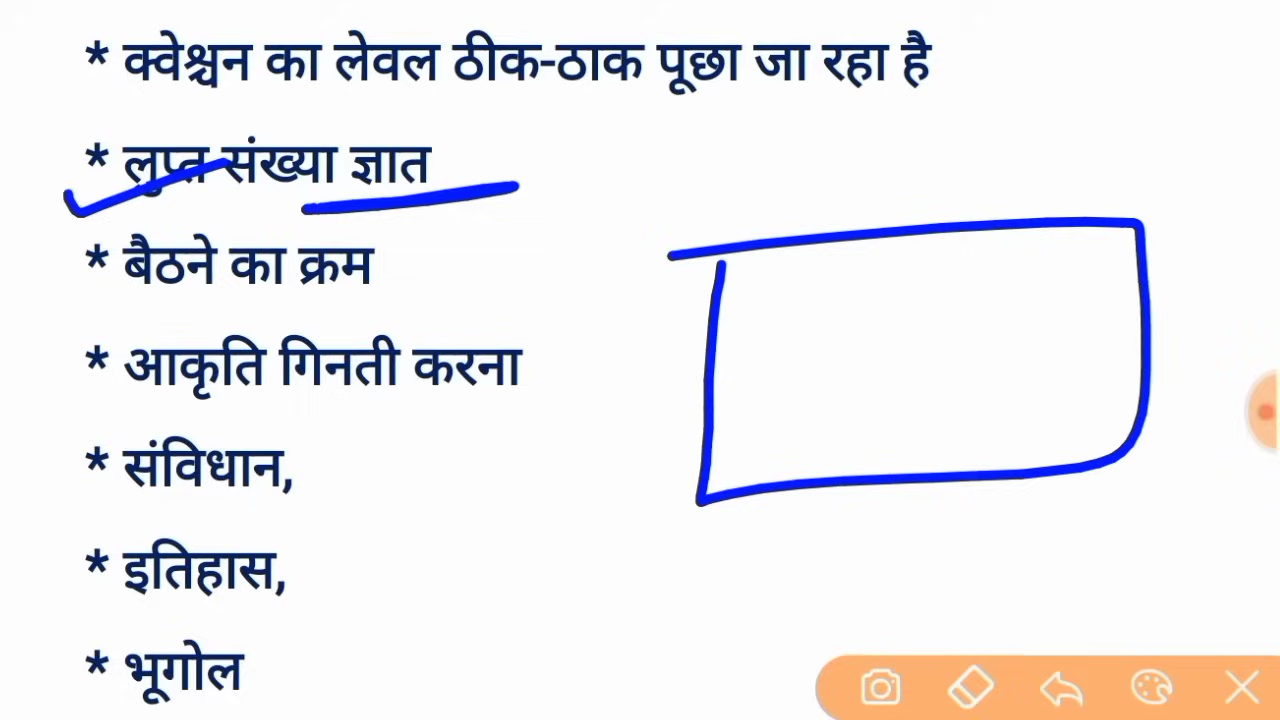 * क्वेश्चन का लेवल ठीक-ठाक पूछा जा रहा है
* लुप्त संख्या ज्ञात
* बैठने का क्रम
* आकृति गिनती करना
* संविधान,
* इतिहास,
* भूगोल